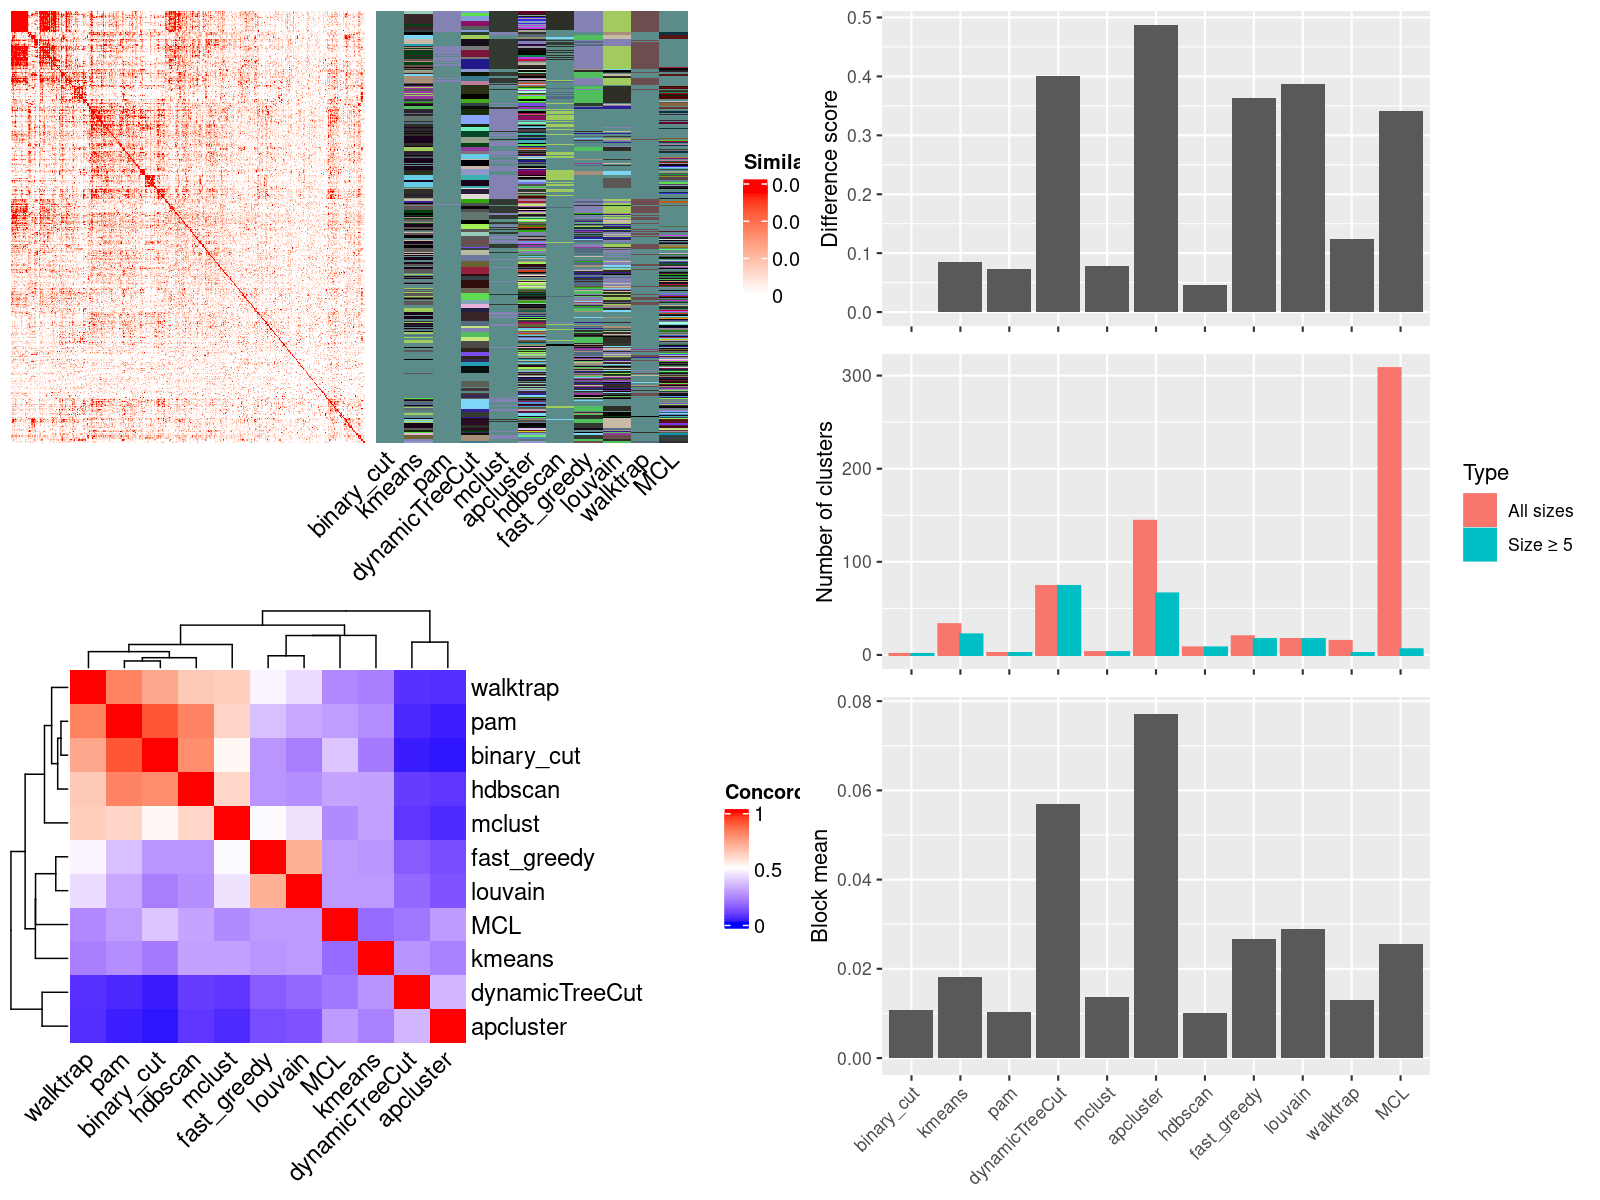 Simila
0.0
0.0
0.0
0
binary_cut
kmeans
pam
dynamicTreeCut
mclust
apcluster
hdbscan
fast_greedy
louvain
walktrap
MCL
Concord
1
0.5
0
walktrap
pam
binary_cut
hdbscan
mclust
fast_greedy
louvain
MCL
kmeans
dynamicTreeCut
apcluster
walktrap
pam
binary_cut
hdbscan
mclust
fast_greedy
louvain
MCL
kmeans
dynamicTreeCut
apcluster
Difference score
0.5
0.4
0.3
0.2
0.1
0.0
Number of clusters
300
200
100
0
Type
All sizes
Size ≥ 5
Block mean
0.08
0.06
0.04
0.02
0.00
binary_cut
kmeans
pam
dynamicTreeCut
mclust
apcluster
hdbscan
fast_greedy
louvain
walktrap
MCL